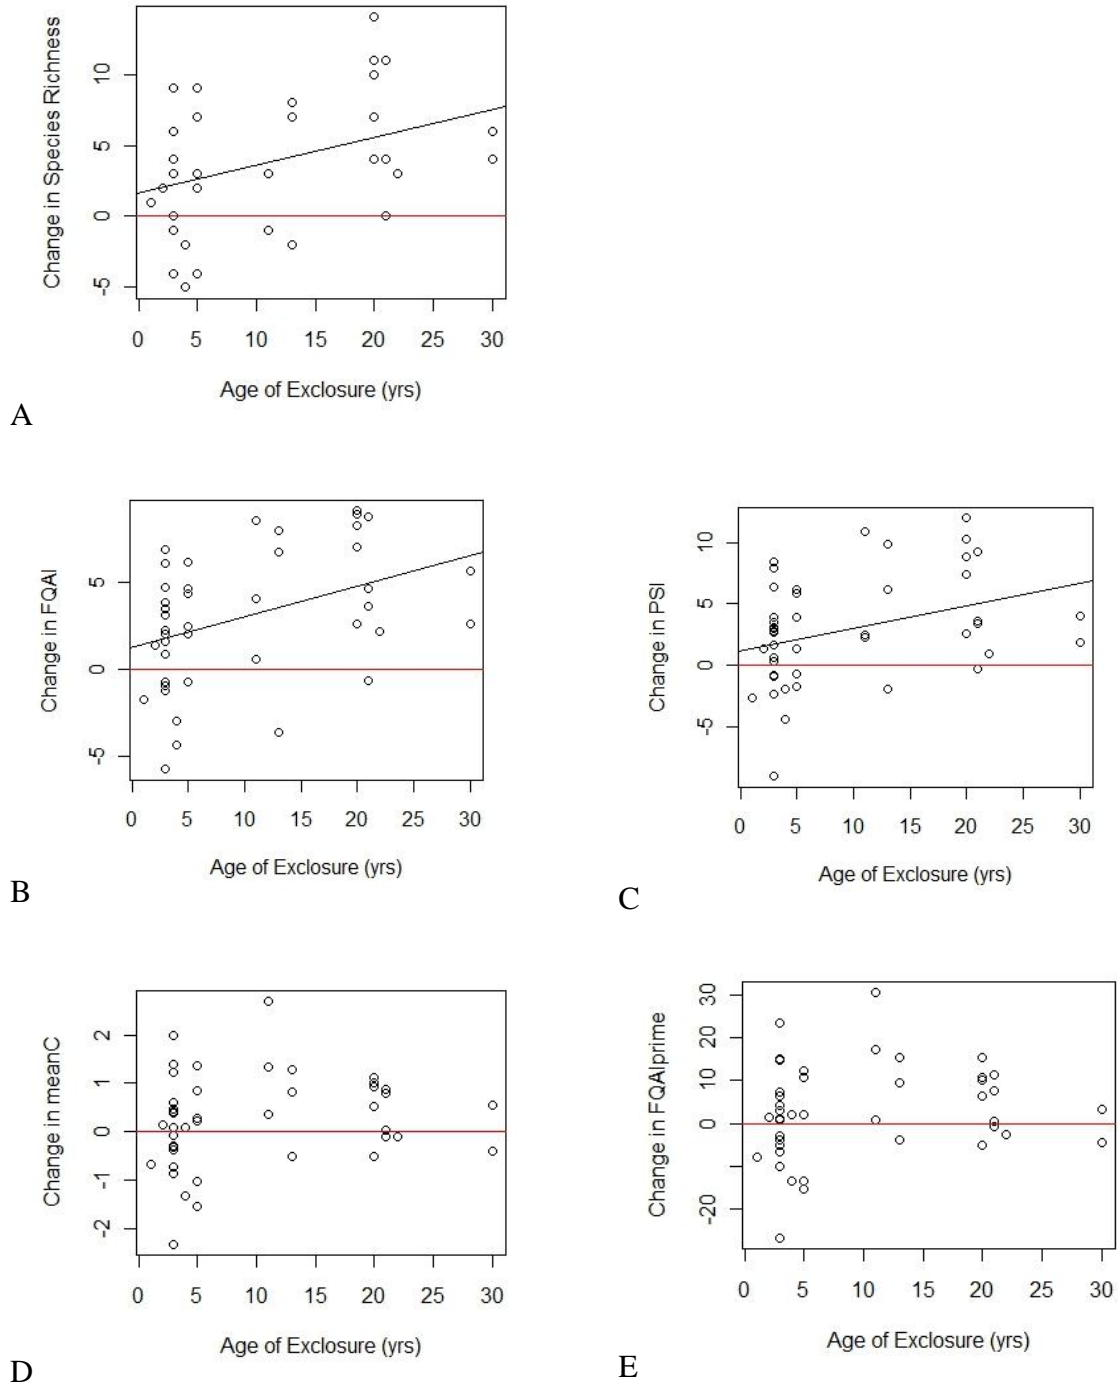 Change in Species Richness
10
5
0
-5
0 5 10 15 20 25 30
Age of Exclosure (yrs)
A
Change in FQAI
5
0
-5
0 5 10 15 20 25 30
Age of Exclosure (yrs)
B
Change in PSI
10
5
0
-5
0 5 10 15 20 25 30
Age of Exclosure (yrs)
C
Change in meanC
2
1
0
-1
-2
0 5 10 15 20 25 30
Age of Exclosure (yrs)
D
Change in FQAIprime
30
20
10
0
-20
0 5 10 15 20 25 30
Age of Exclosure (yrs)
E